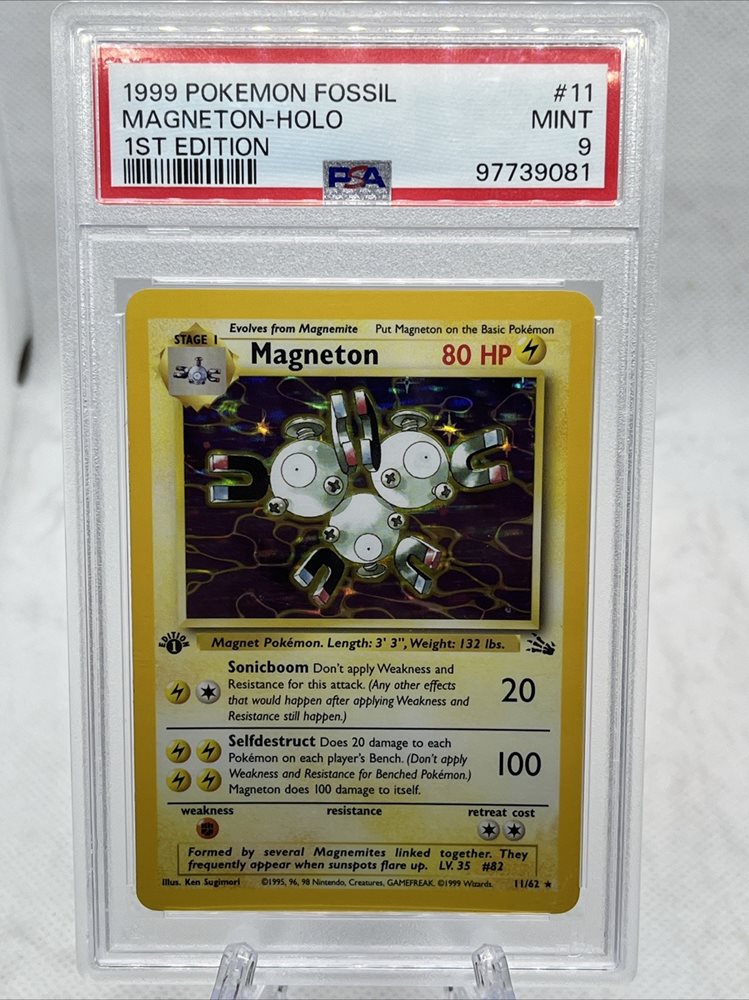 1999 POKEMON FOSSIL #11
MAGNETON-HOLO MINT
1ST EDITION 9
PSA 97739081
Evolves from Magnemite Put Magneton on the Basic Pokémon
STAGE 1
Magneton 80 HP
EDITION
1
Magnet Pokémon. Length: 3' 3", Weight: 132 lbs.
Sonicboom Don't apply Weakness and
Resistance for this attack. (Any other effects
that would happen after applying Weakness and
Resistance still happen.)
20
Selfdestruct Does 20 damage to each
Pokémon on each player's Bench. (Don't apply
Weakness and Resistance for Benched Pokémon.)
Magneton does 100 damage to itself.
100
weakness resistance retreat cost
Formed by several Magnemites linked together. They
frequently appear when sunspots flare up. LV. 35 #82
Illus. Ken Sugimori ©1995, 96, 98 Nintendo, Creatures, GAMEFREAK. ©1999 Wizards. 11/62 ★